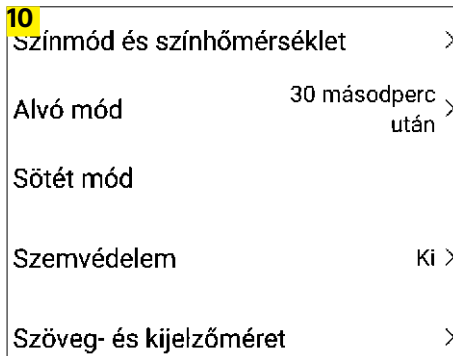 10
Színmód és színhőmérséklet
Alvó mód
30 másodperc
után
Sötét mód
Szemvédelem
Ki
Szöveg- és kijelzőméret